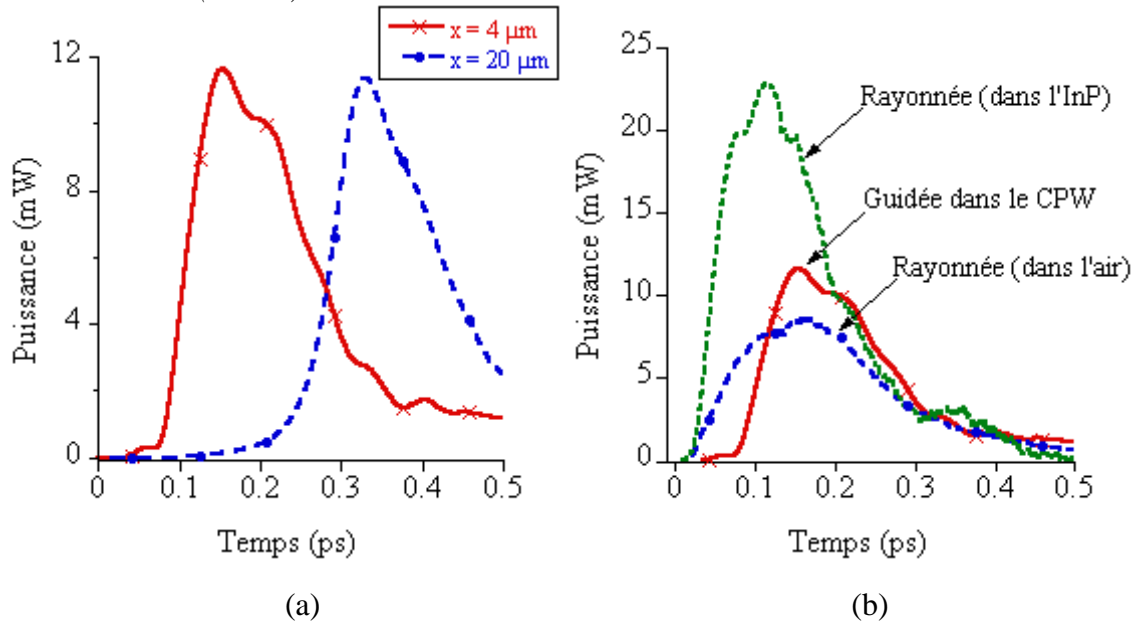 x = 4 µm
x = 20 µm
12
8
4
0
0
0.1
0.2
0.3
0.4
0.5
Puissance (mW)
Temps (ps)
(a)
25
20
15
10
5
0
0
0.1
0.2
0.3
0.4
0.5
Puissance (mW)
Temps (ps)
Rayonnée (dans l'InP)
Guidée dans le CPW
Rayonnée (dans l'air)
(b)